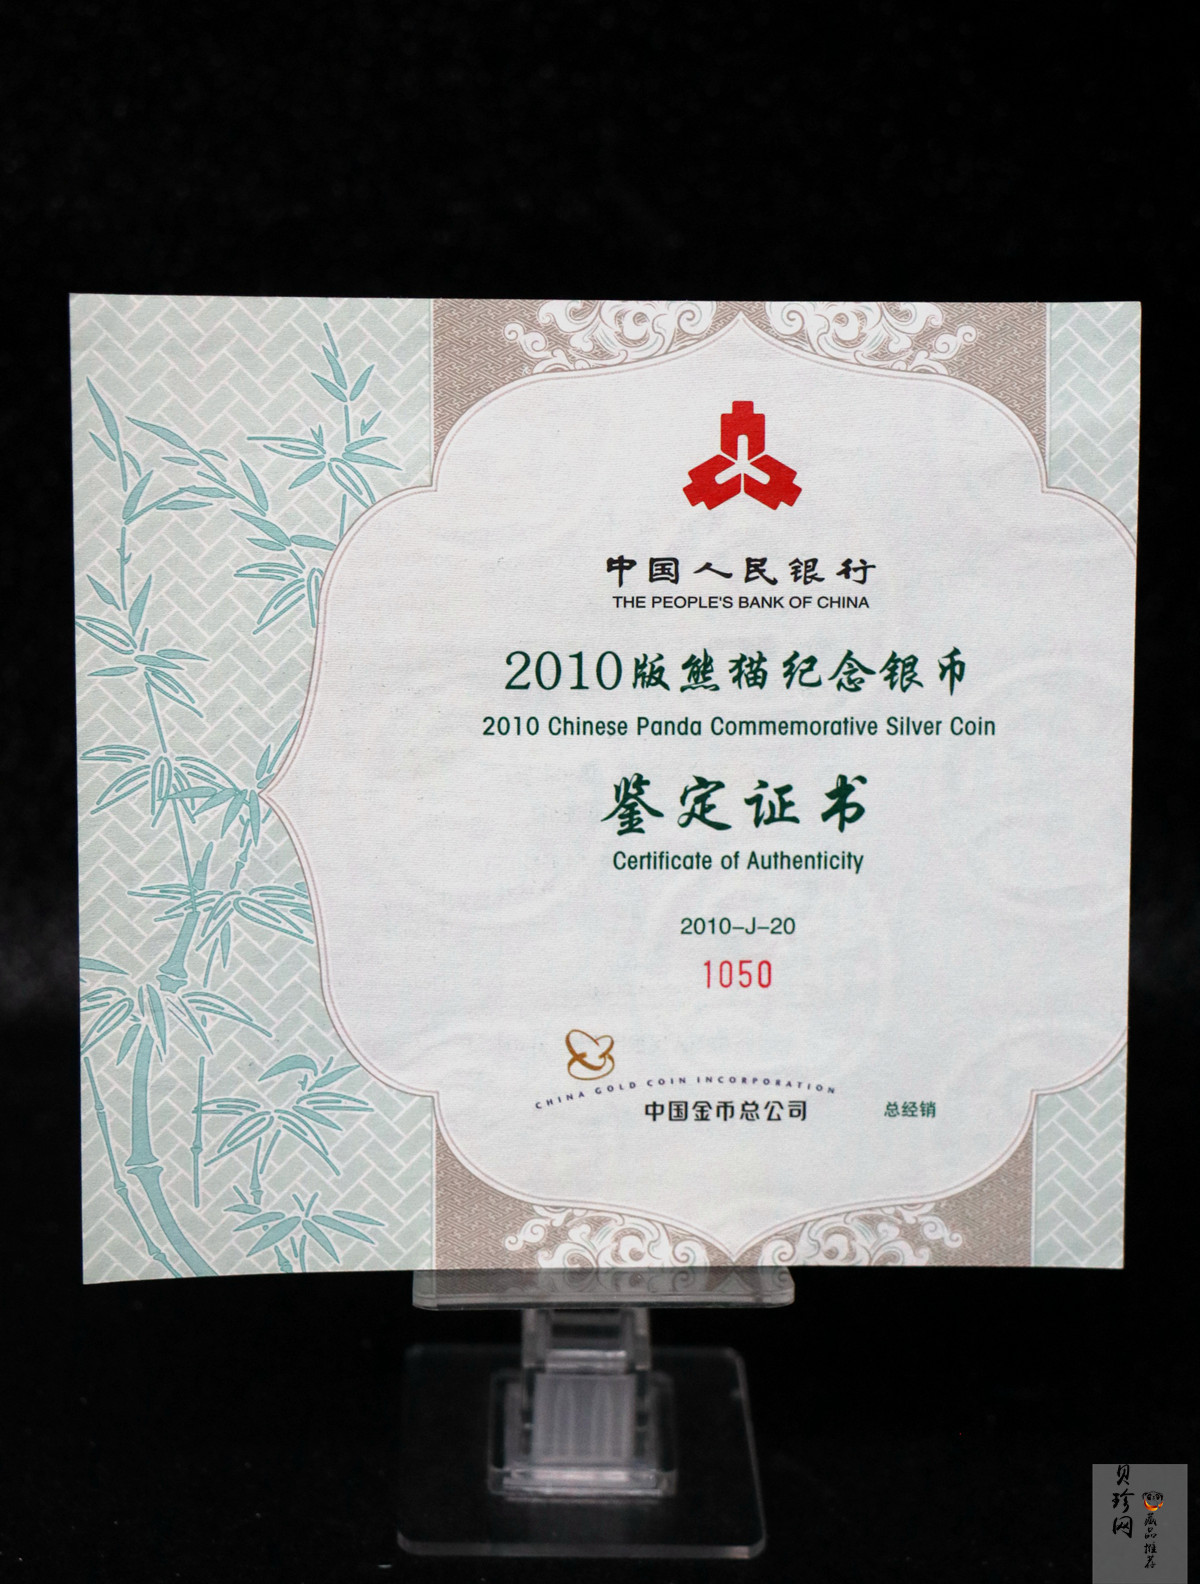 中国人民银行
THE PEOPLE'S BANK OF CHINA
2010版熊猫纪念银币
2010 Chinese Panda Commemorative Silver Coin
鉴定证书
Certificate of Authenticity
2010-J-20
1050
CHINA GOLD COIN INCORPORATION
中国金币总公司 总经销
贝珍网
藏品推荐